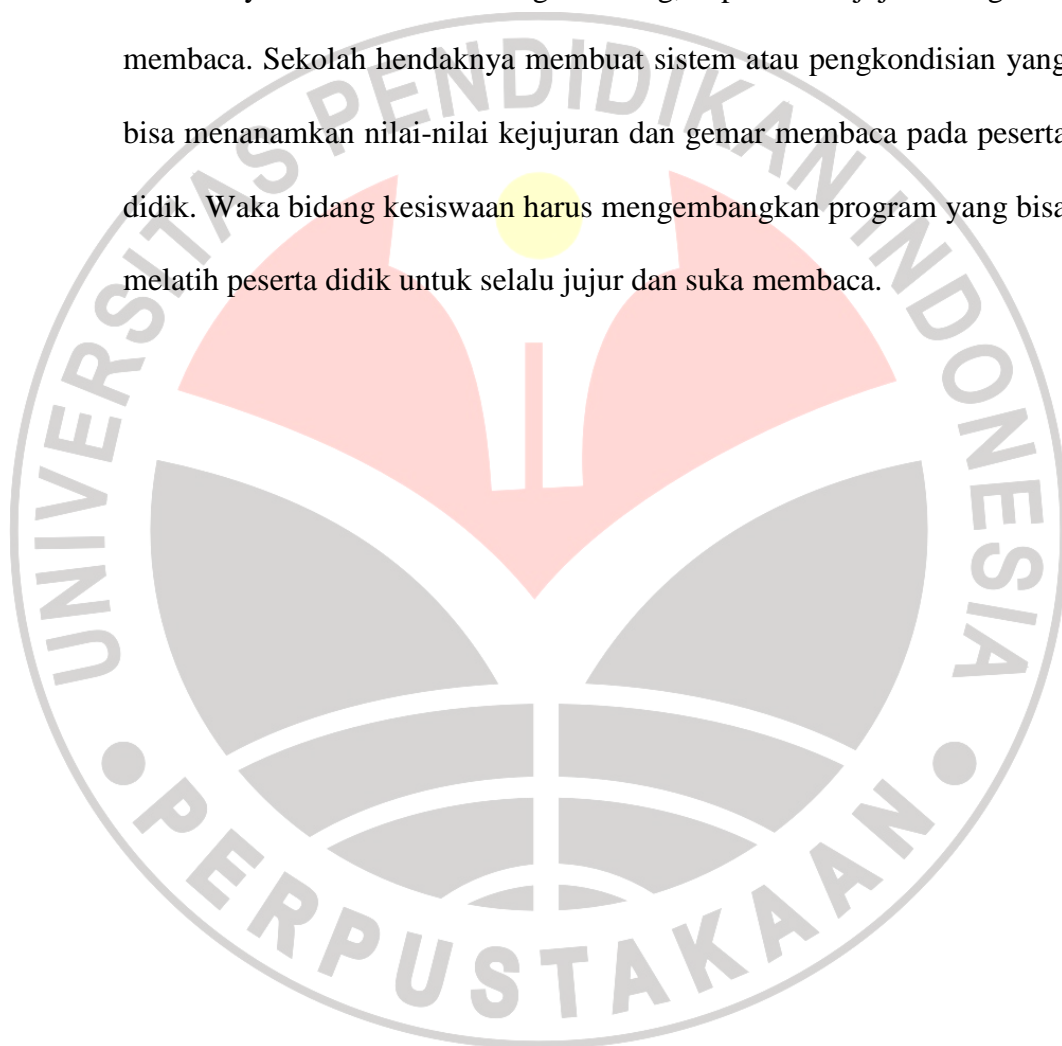 membaca. Sekolah hendaknya membuat sistem atau pengkondisian yang
bisa menanamkan nilai-nilai kejujuran dan gemar membaca pada peserta
didik. Waka bidang kesiswaan harus mengembangkan program yang bisa
melatih peserta didik untuk selalu jujur dan suka membaca.
UNIVERSITAS PENDIDIKAN INDONESIA
PERPUSTAKAAN